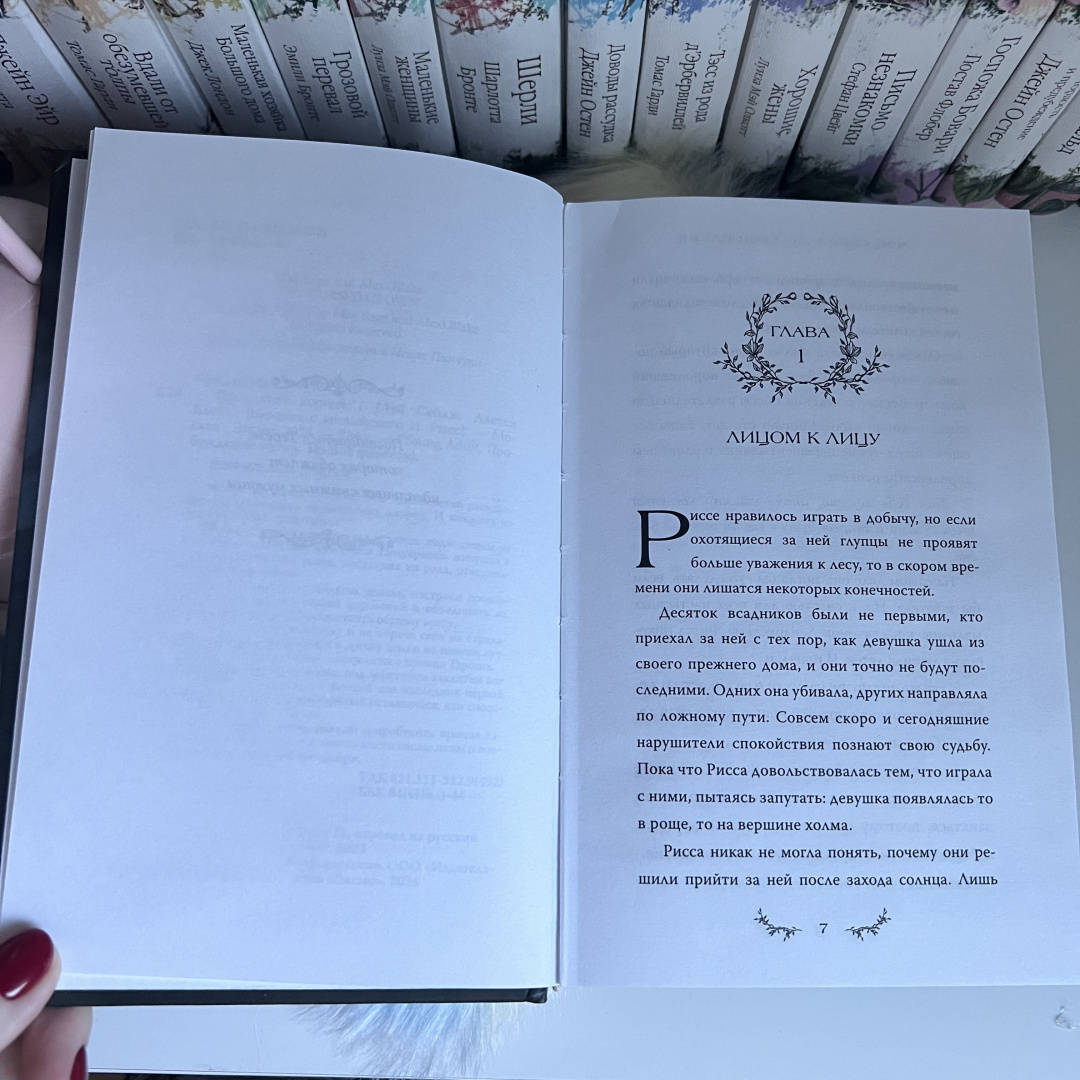 Джейн Эйр
Вдали от
обезумевшей
толпы
Томас Гарди
Маленькая хозяйка
Большого дома
Джек Лондон
Грозовой
перевал
Эмили Бронте
Маленькие
женщины
Луиза Мэй Олкотт
Шерли
Шарлотта
Бронте
Доводы рассудка
Джейн Остен
Тэсс из рода
д'Эрбервиллей
Томас Гарди
Хорошие
жены
Луиза Мэй Олкотт
Письмо
незнакомки
Стефан Цвейг
Госпожа Бовари
Гюстав Флобер
Джейн Остен
ГЛАВА
1
ЛИЦОМ К ЛИЦУ
Риссе нравилось играть в добычу, но если
охотящиеся за ней глупцы не проявят
больше уважения к лесу, то в скором вре-
мени они лишатся некоторых конечностей.
Десяток всадников были не первыми, кто
приехал за ней с тех пор, как девушка ушла из
своего прежнего дома, и они точно не будут по-
следними. Одних она убивала, других направляла
по ложному пути. Совсем скоро и сегодняшние
нарушители спокойствия познают свою судьбу.
Пока что Рисса довольствовалась тем, что играла
с ними, пытаясь запутать: девушка появлялась то
в роще, то на вершине холма.
Рисса никак не могла понять, почему они ре-
шили прийти за ней после захода солнца. Лишь
7